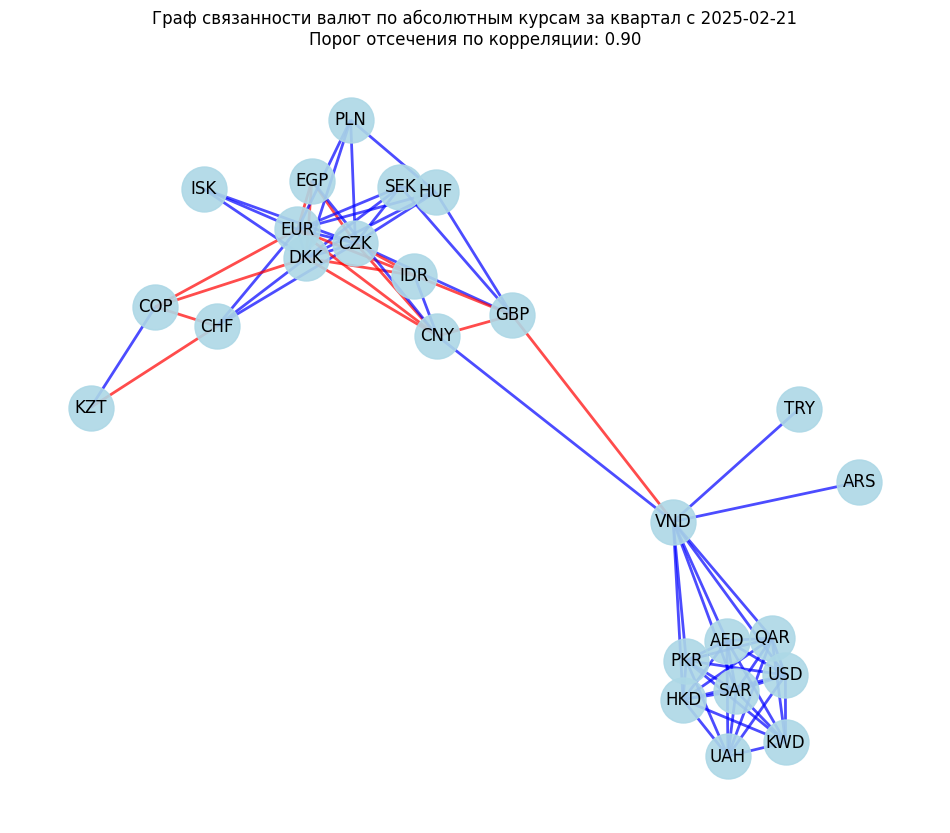 Граф связанности валют по абсолютным курсам за квартал с 2025-02-21
Порог отсечения по корреляции: 0.90
PLN
EGP
SEK
HUF
ISK
EUR
CZK
DKK
IDR
COP
GBP
CHF
CNY
KZT
TRY
ARS
VND
AED
QAR
PKR
USD
SAR
HKD
KWD
UAH